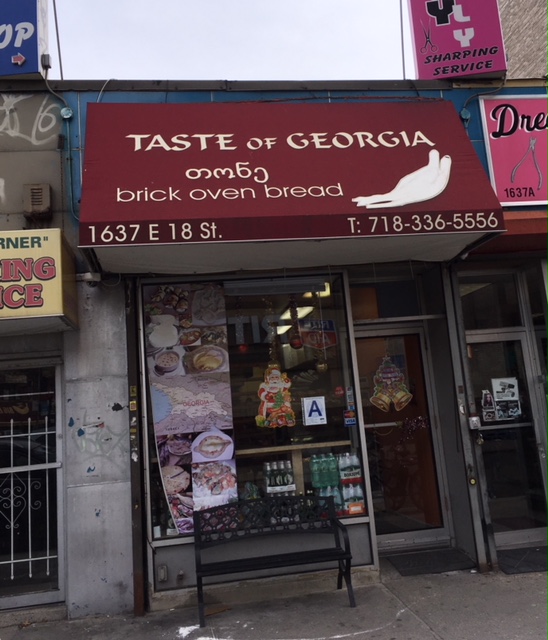 OP
YLY
SHARPING
SERVICE
TASTE OF GEORGIA
თონე
brick oven bread
1637 E 18 St.
T: 718-336-5556
Dre
1637A
RNER"
ING
ICE
GEORGIA
A